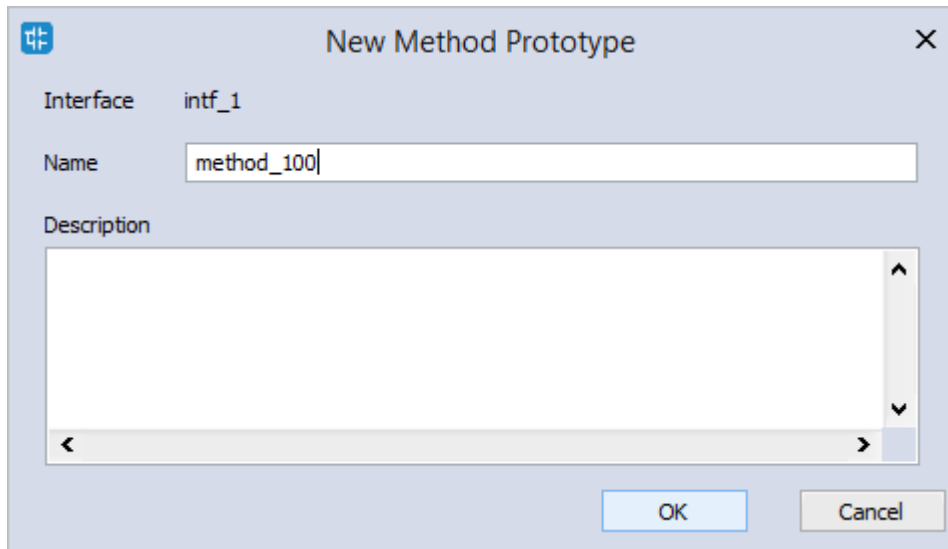 New Method Prototype
Interface intf_1
Name method_100
Description
OK Cancel